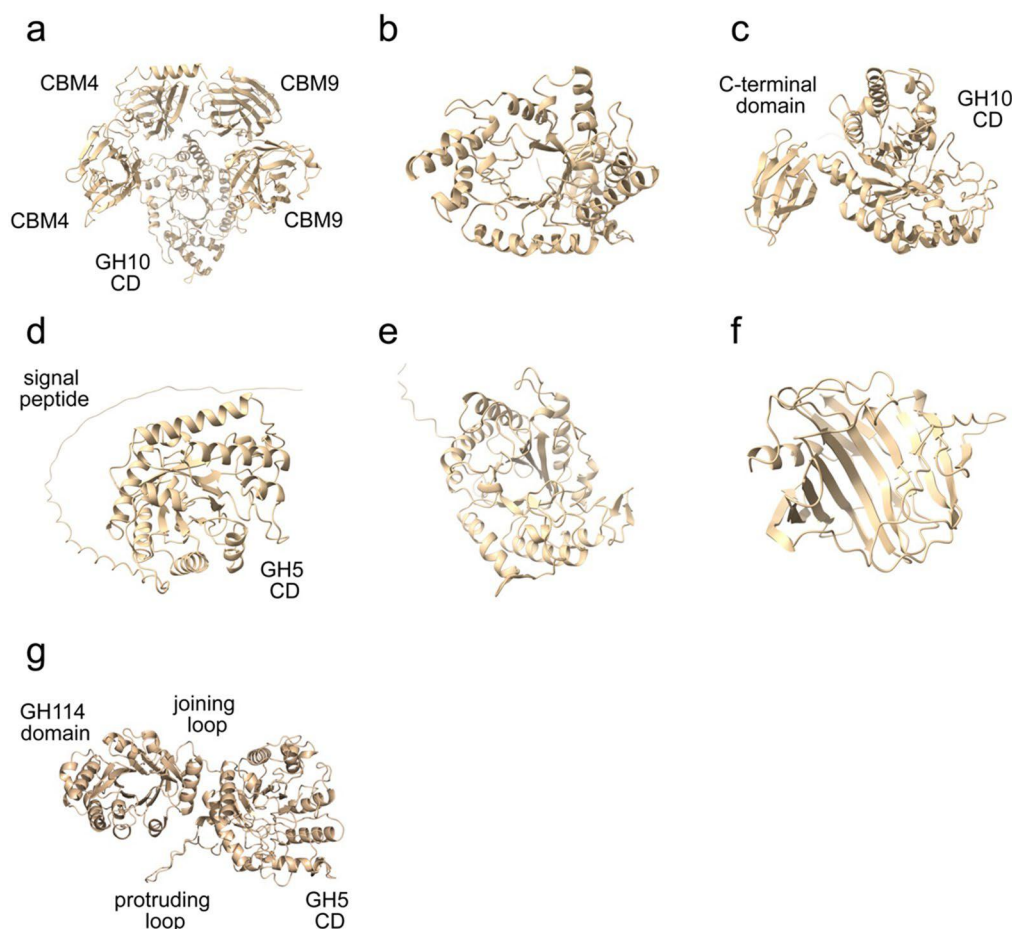 a
b
c
CBM4
CBM9
CBM4
CBM9
GH10
CD
C-terminal
domain
GH10
CD
d
e
f
signal
peptide
GH5
CD
g
GH114
domain
joining
loop
protruding
loop
GH5
CD